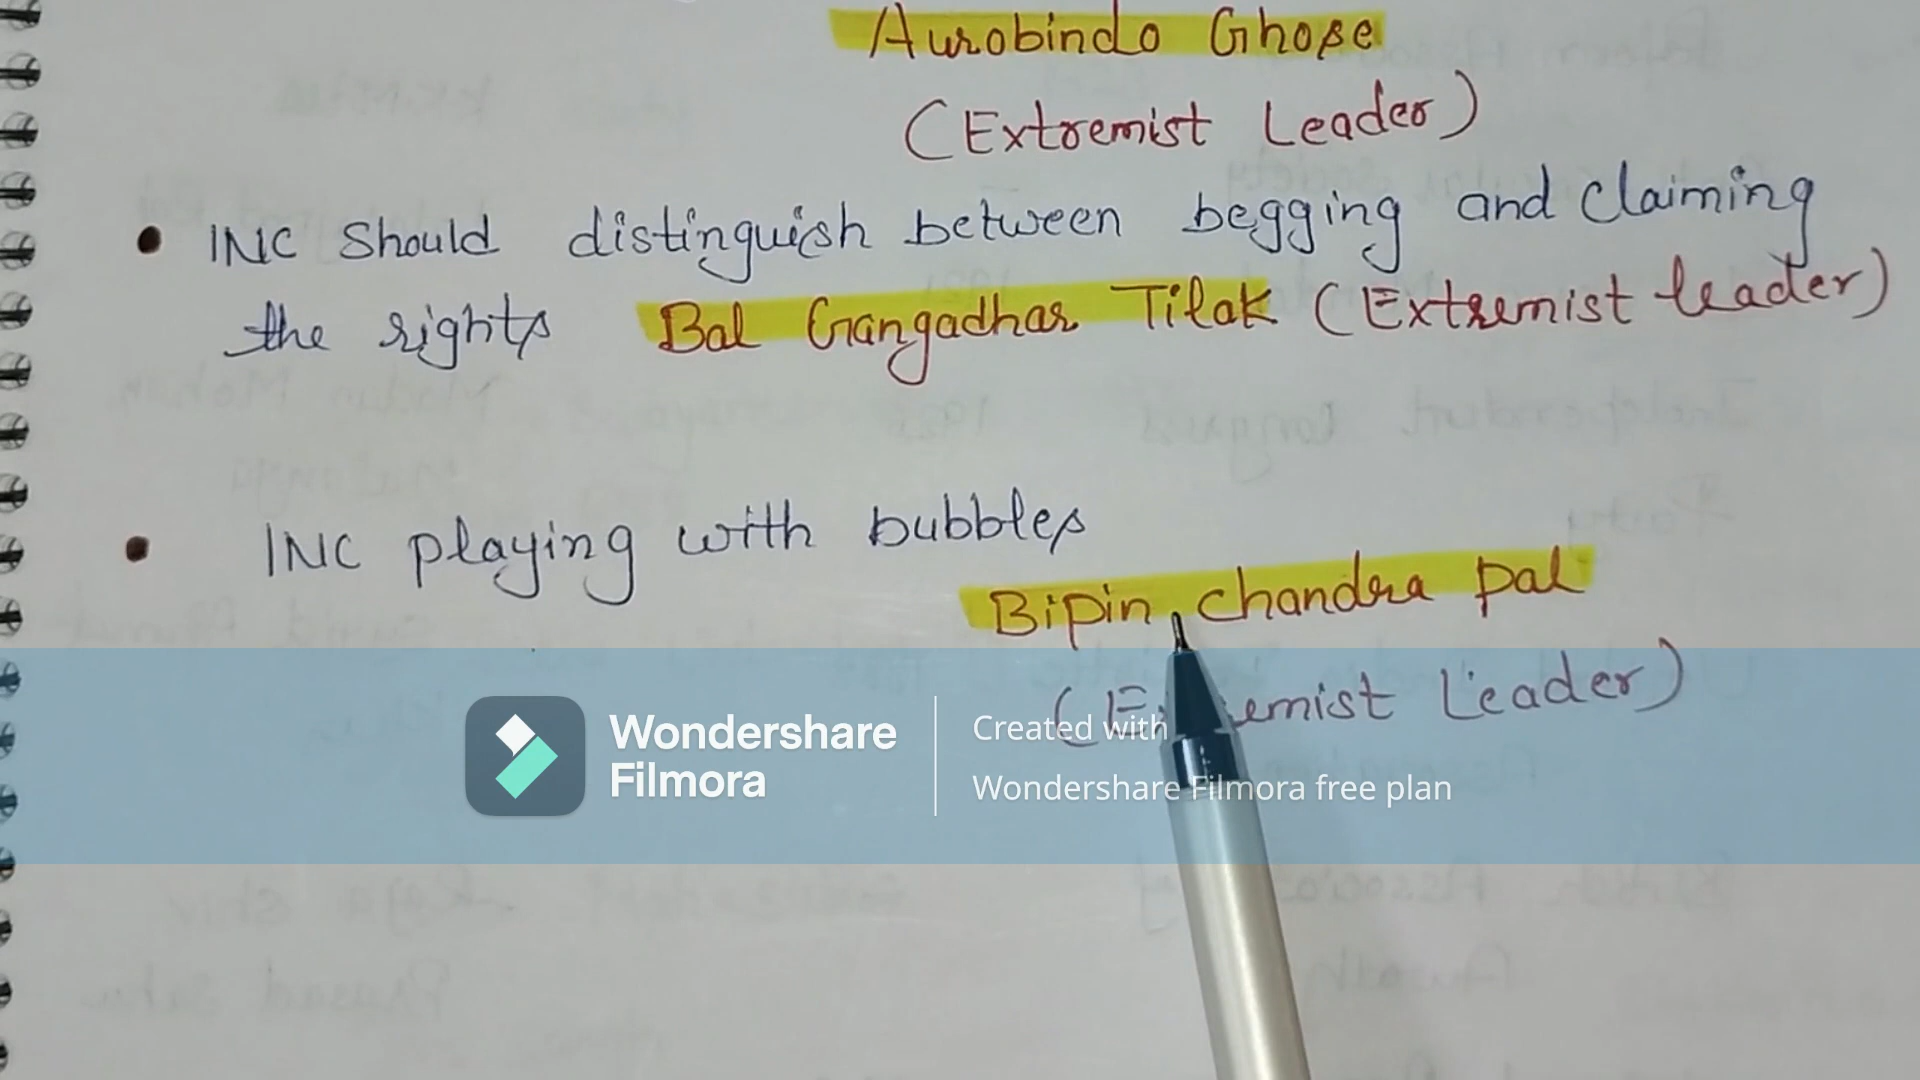 Aurobindo Ghose
(Extremist Leader)
• INC Should distinguish between begging and claiming
the rights Bal Gangadhar Tilak (Extremist leader)
• INC playing with bubbles
Bipin chandra pal
(Extremist Leader)
Wondershare
Filmora
Created with
Wondershare Filmora free plan